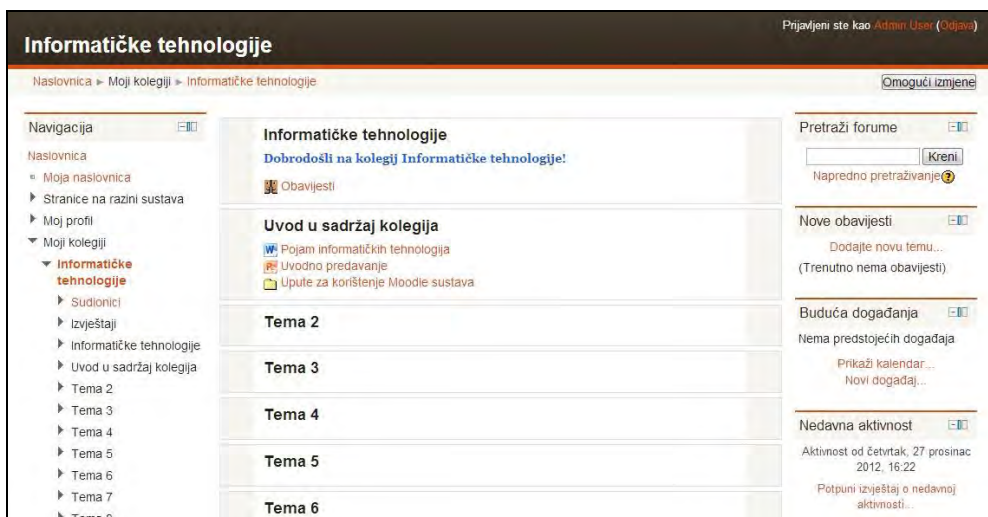 Prijavljeni ste kao Admin User (Odjava)
Informatičke tehnologije
Naslovnica ► Moji kolegiji ► Informatičke tehnologije
Omogući izmjene
Navigacija
Naslovnica
Moja naslovnica
Stranice na razini sustava
Moj profil
Moji kolegiji
Informatičke
tehnologije
Sudionici
Izvještaji
Informatičke tehnologije
Uvod u sadržaj kolegija
Tema 2
Tema 3
Tema 4
Tema 5
Tema 6
Tema 7
Informatičke tehnologije
Dobrodošli na kolegij Informatičke tehnologije!
Obavijesti
Uvod u sadržaj kolegija
Pojam informatičkih tehnologija
Uvodno predavanje
Upute za korištenje Moodle sustava
Tema 2
Tema 3
Tema 4
Tema 5
Tema 6
Pretraži forume
Kreni
Napredno pretraživanje
Nove obavijesti
Dodajte novu temu...
(Trenutno nema obavijesti)
Buduća događanja
Nema predstojećih događaja
Prikaži kalendar...
Novi događaj...
Nedavna aktivnost
Aktivnost od četvrtak, 27 prosinac
2012, 16:22
Potpuni izvještaj o nedavnoj
aktivnosti...